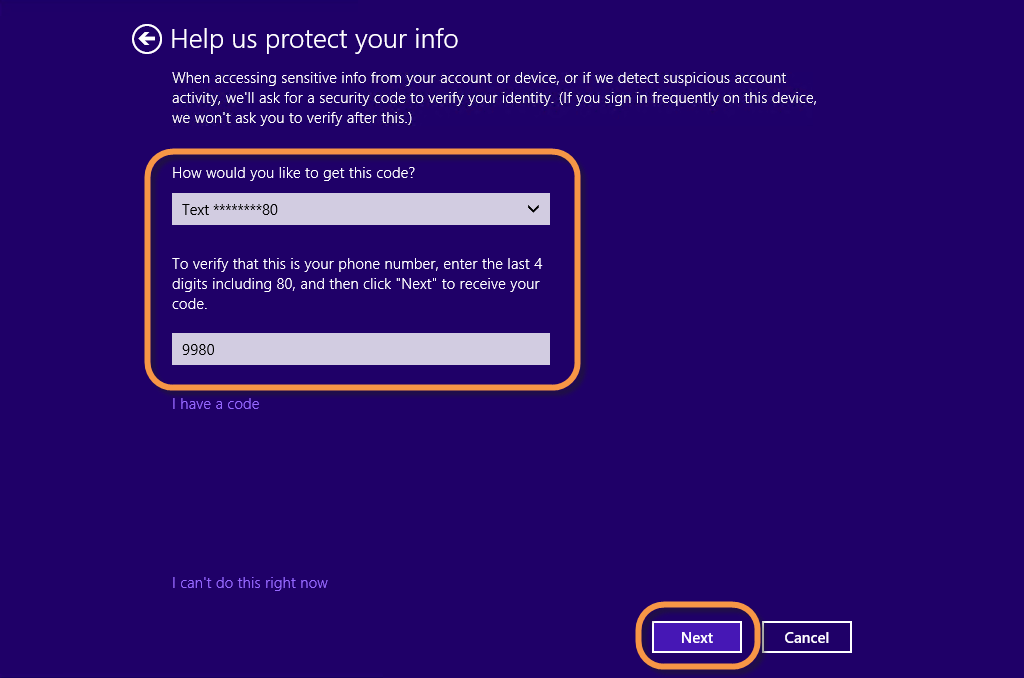 Help us protect your info
When accessing sensitive info from your account or device, or if we detect suspicious account
activity, we'll ask for a security code to verify your identity. (If you sign in frequently on this device,
we won't ask you to verify after this.)
How would you like to get this code?
Text ********80
To verify that this is your phone number, enter the last 4
digits including 80, and then click "Next" to receive your
code.
9980
I have a code
I can't do this right now
Next
Cancel